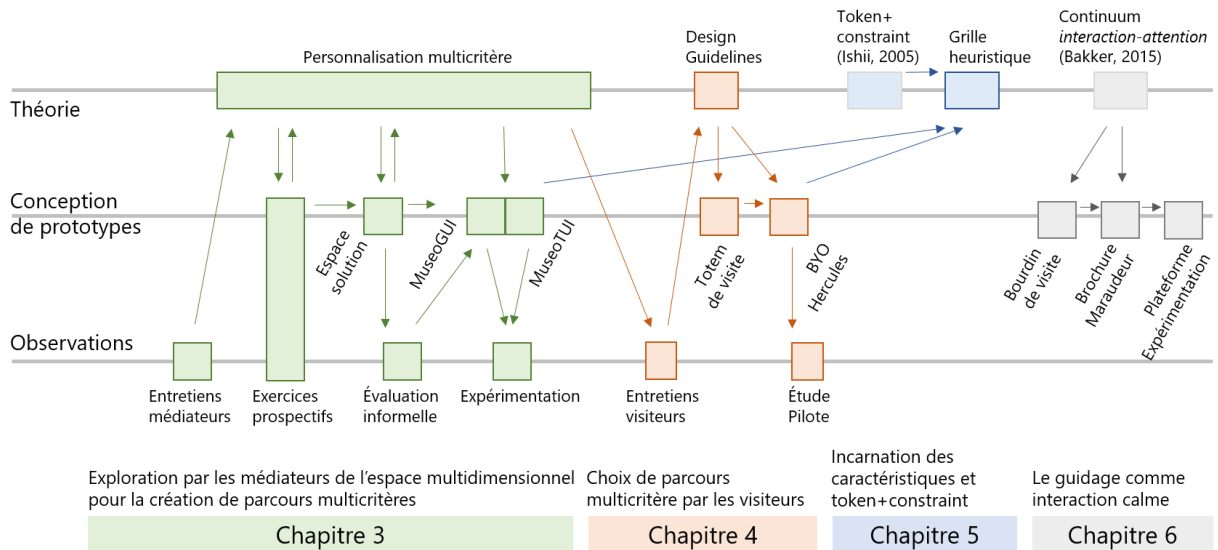 Personnalisation multicritère
Design
Guidelines
Token+
constraint
(Ishii, 2005)
Grille
heuristique
Continuum
interaction-attention
(Bakker, 2015)
Théorie
Conception
de prototypes
Espace
solution
MuseoGUI
MuseoTUI
Totem
de visite
BYO
Hercules
Bourdin
de visite
Brochure
Maraudeur
Plateforme
Expérimentation
Observations
Entretiens
médiateurs
Exercices
prospectifs
Évaluation
informelle
Expérimentation
Entretiens
visiteurs
Étude
Pilote
Exploration par les médiateurs de l'espace multidimensionnel
pour la création de parcours multicritères
Choix de parcours
multicritère par les visiteurs
Incarnation des
caractéristiques et
token+constraint
Le guidage comme
interaction calme
Chapitre 3
Chapitre 4
Chapitre 5
Chapitre 6